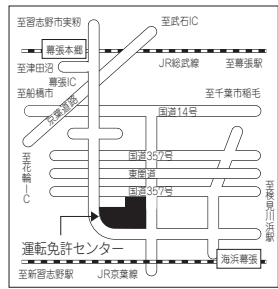 至習志野市実籾
至武石IC
幕張本郷
至津田沼
JR総武線
至幕張駅
幕張IC
至船橋市
京葉道路
至千葉市稲毛
国道14号
国道357号
東関道
国道357号
至花輪IC
至検見川浜駅
運転免許センター
海浜幕張
至新習志野駅
JR京葉線